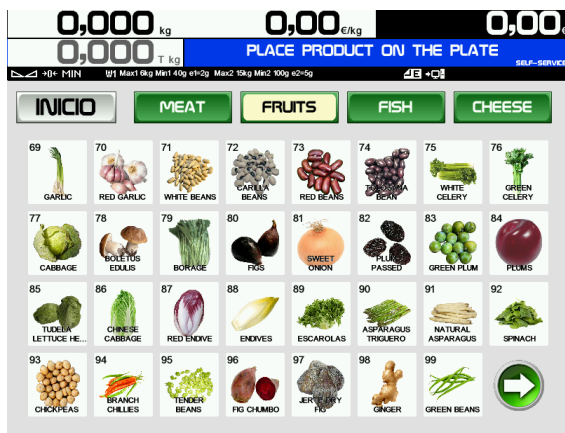 0,000 kg 0,00 €/kg 0,00 €
0,000 T kg PLACE PRODUCT ON THE PLATE
SELF-SERVICE
→0← MIN W1 Max1 6kg Min1 40g e1=2g Max2 15kg Min2 100g e2=5g
INICIO MEAT FRUITS FISH CHEESE
69 70 71 72 73 74 75 76
GARLIC RED GARLIC WHITE BEANS CARILLA BEANS RED BEANS BEAN WHITE CELERY GREEN CELERY
77 78 79 80 81 82 83 84
CABBAGE BOLETUS EDULIS BORAGE FIGS SWEET ONION PLUM PASSED GREEN PLUM PLUMS
85 86 87 88 89 90 91 92
TUDELA LETTUCE HE... CHINESE CABBAGE RED ENDIVE ENDIVES ESCAROLAS ASPARAGUS TRIGUERO NATURAL ASPARAGUS SPINACH
93 94 95 96 97 98 99
CHICKPEAS BRANCH CHILLIES TENDER BEANS FIG CHUMBO FIG GINGER GREEN BEANS